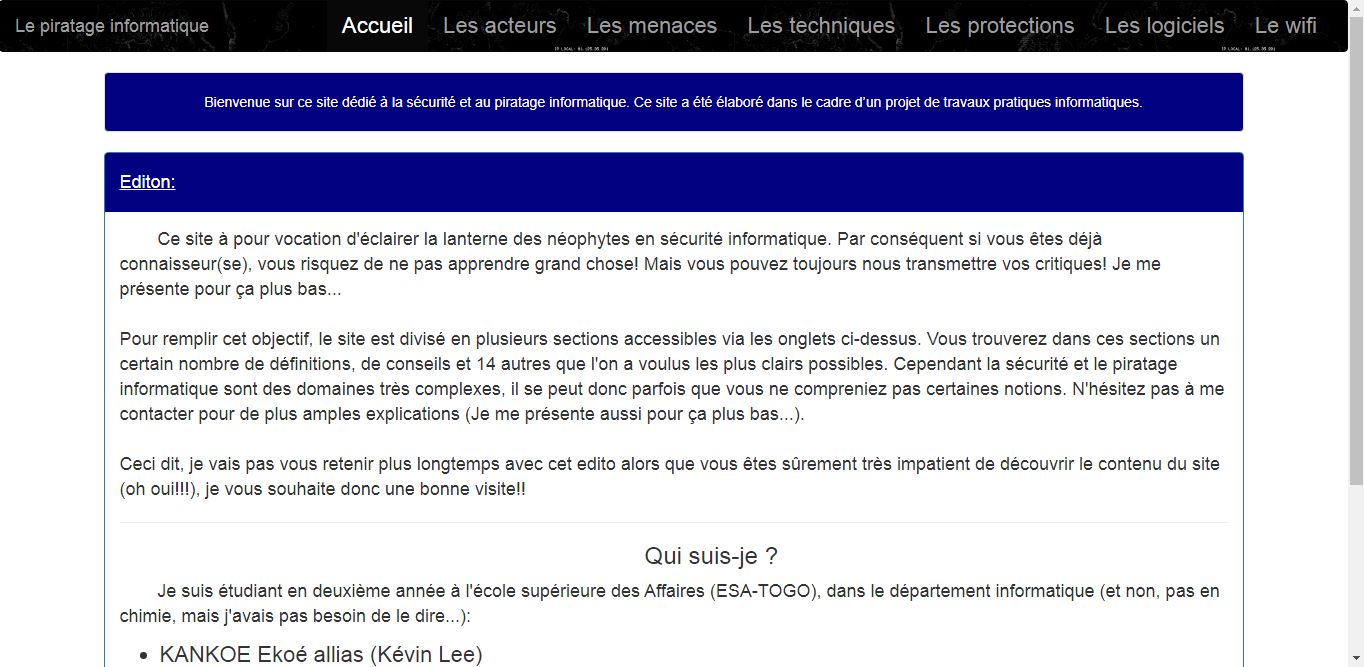 Le piratage informatique Accueil Les acteurs Les menaces Les techniques Les protections Les logiciels Le wifi
Bienvenue sur ce site dédié à la sécurité et au piratage informatique. Ce site a été élaboré dans le cadre d'un projet de travaux pratiques informatiques.
Editon:
Ce site à pour vocation d'éclairer la lanterne des néophytes en sécurité informatique. Par conséquent si vous êtes déjà
connaisseur(se), vous risquez de ne pas apprendre grand chose! Mais vous pouvez toujours nous transmettre vos critiques! Je me
présente pour ça plus bas...
Pour remplir cet objectif, le site est divisé en plusieurs sections accessibles via les onglets ci-dessus. Vous trouverez dans ces sections un
certain nombre de définitions, de conseils et 14 autres que l'on a voulus les plus clairs possibles. Cependant la sécurité et le piratage
informatique sont des domaines très complexes, il se peut donc parfois que vous ne compreniez pas certaines notions. N'hésitez pas à me
contacter pour de plus amples explications (Je me présente aussi pour ça plus bas...).
Ceci dit, je vais pas vous retenir plus longtemps avec cet edito alors que vous êtes sûrement très impatient de découvrir le contenu du site
(oh oui!!!), je vous souhaite donc une bonne visite!!
Qui suis-je ?
Je suis étudiant en deuxième année à l'école supérieure des Affaires (ESA-TOGO), dans le département informatique (et non, pas en
chimie, mais j'avais pas besoin de le dire...):
• KANKOE Ekoé allias (Kévin Lee)